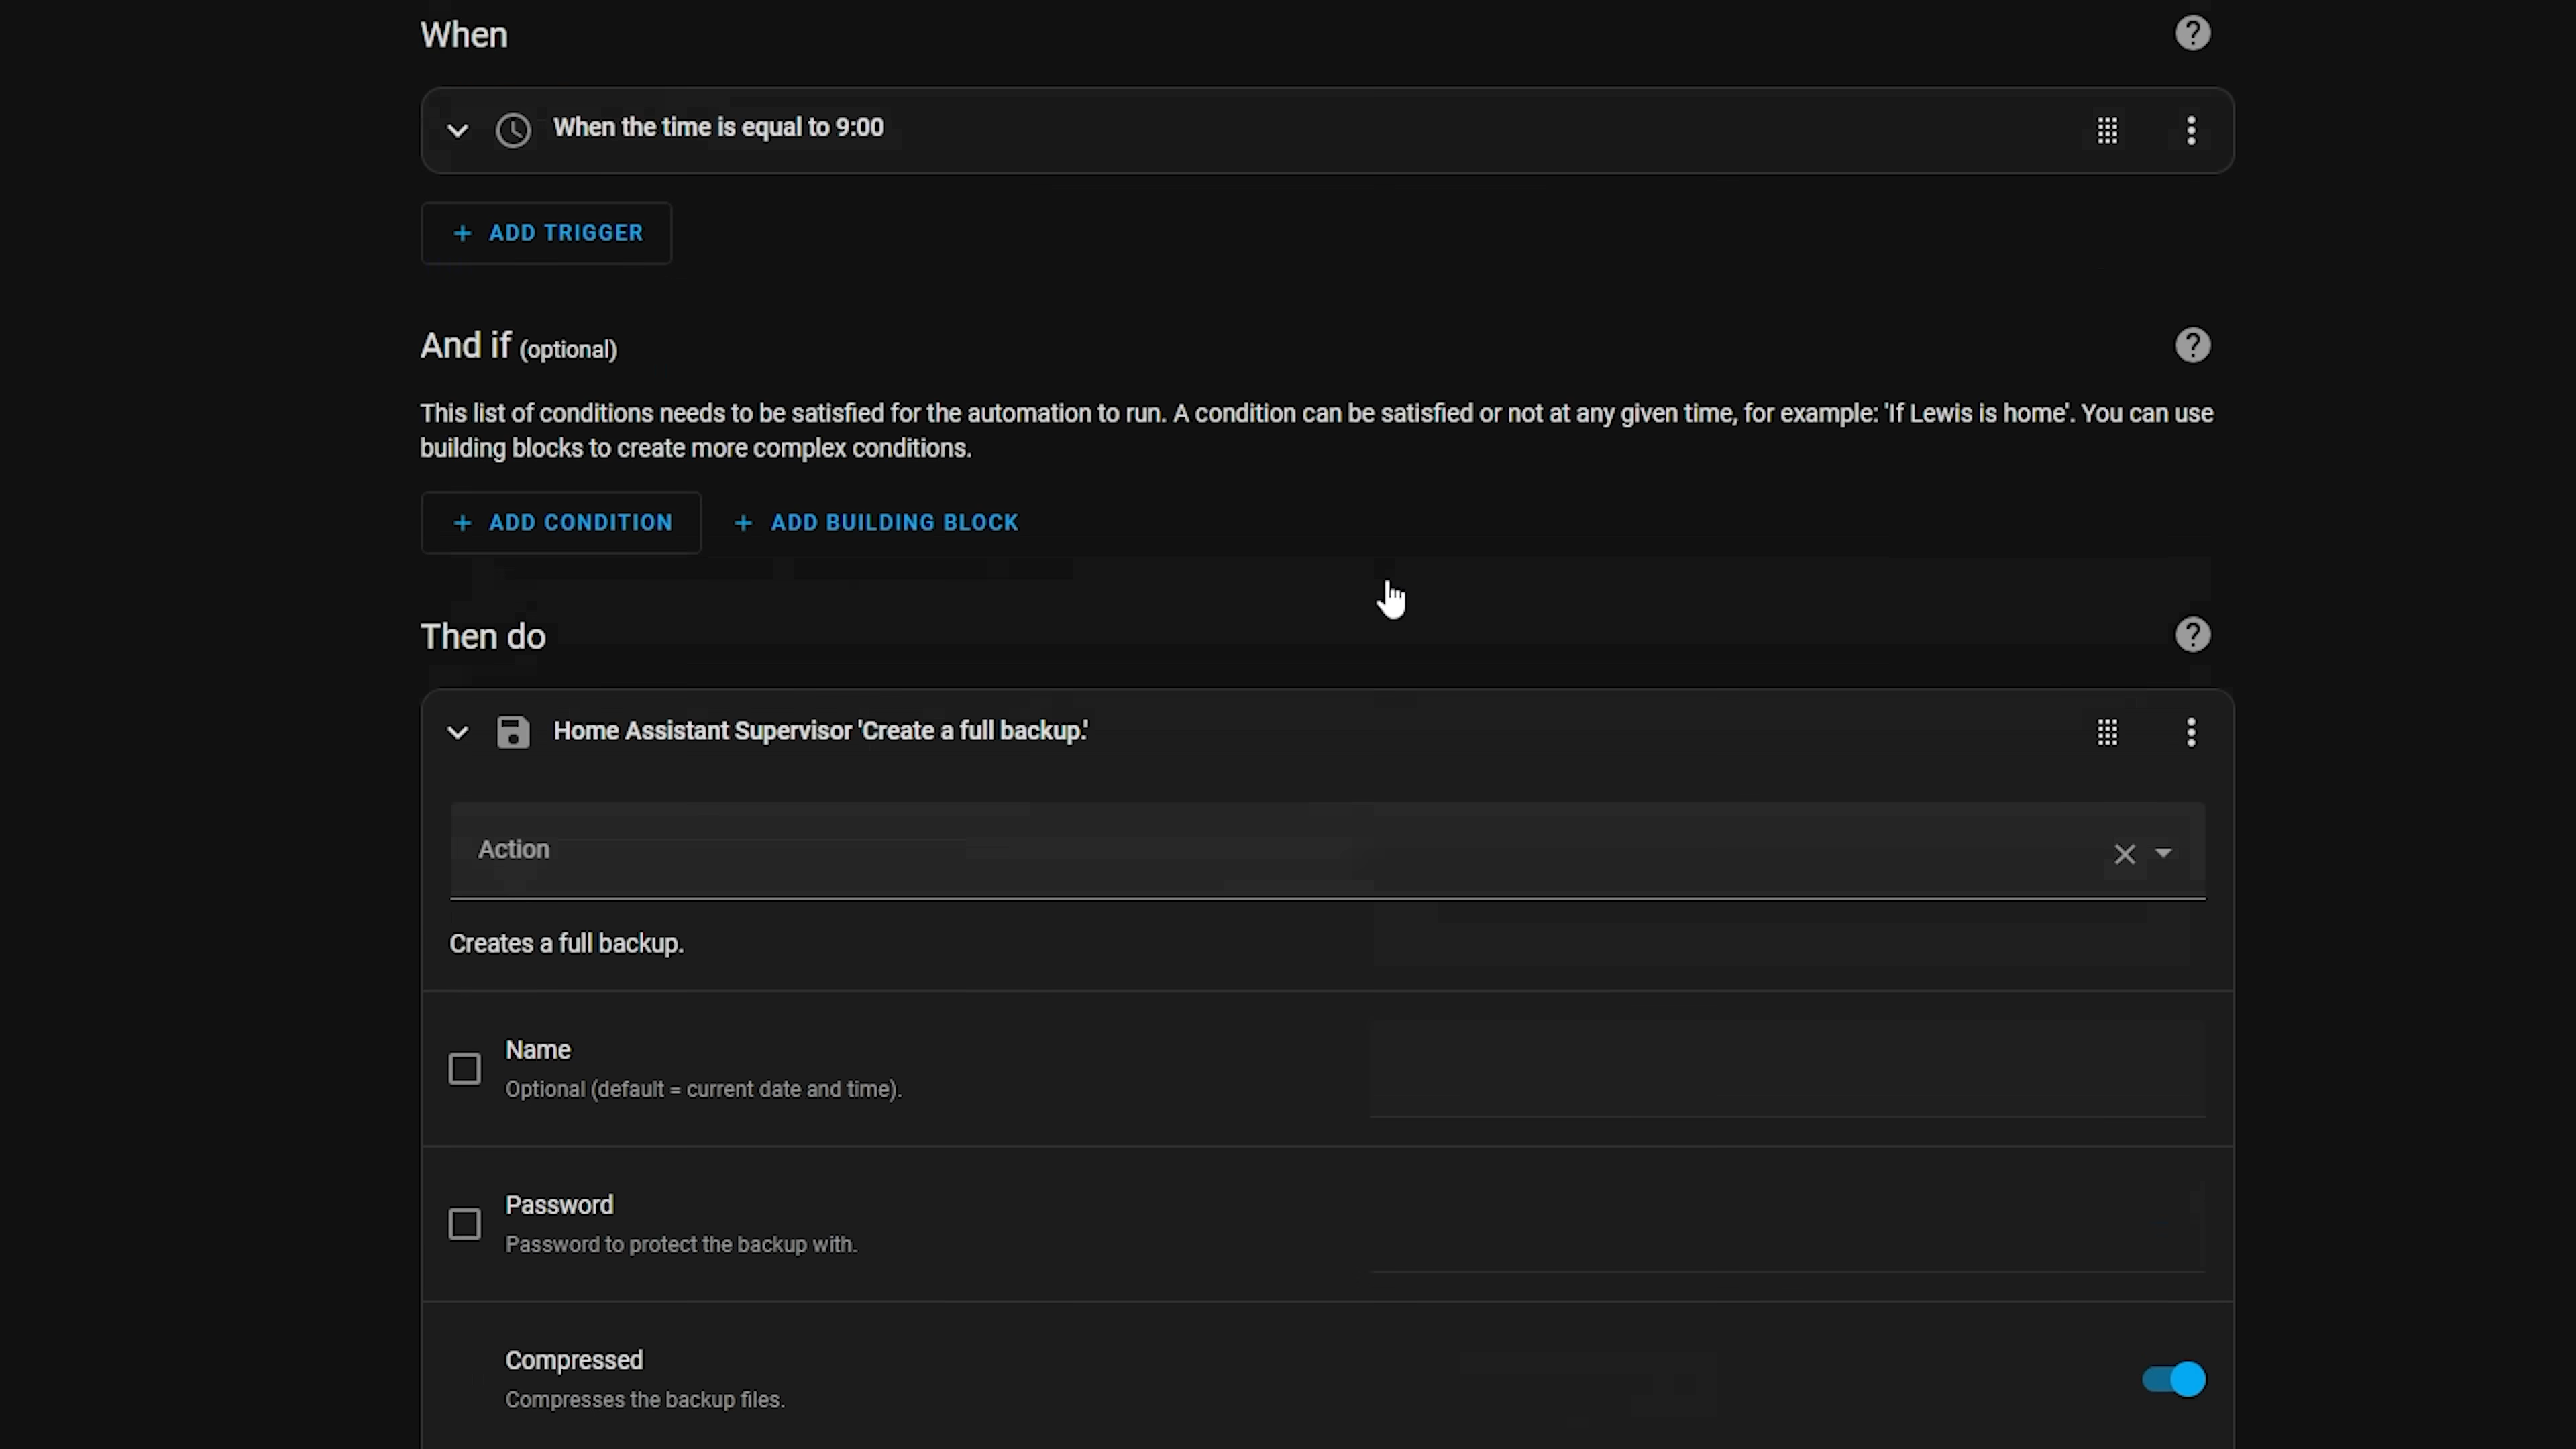 When
When the time is equal to 9:00
+ ADD TRIGGER
And if (optional)
This list of conditions needs to be satisfied for the automation to run. A condition can be satisfied or not at any given time, for example: 'If Lewis is home'. You can use
building blocks to create more complex conditions.
+ ADD CONDITION + ADD BUILDING BLOCK
Then do
Home Assistant Supervisor 'Create a full backup.'
Action
Creates a full backup.
Name
Optional (default = current date and time).
Password
Password to protect the backup with.
Compressed
Compresses the backup files.